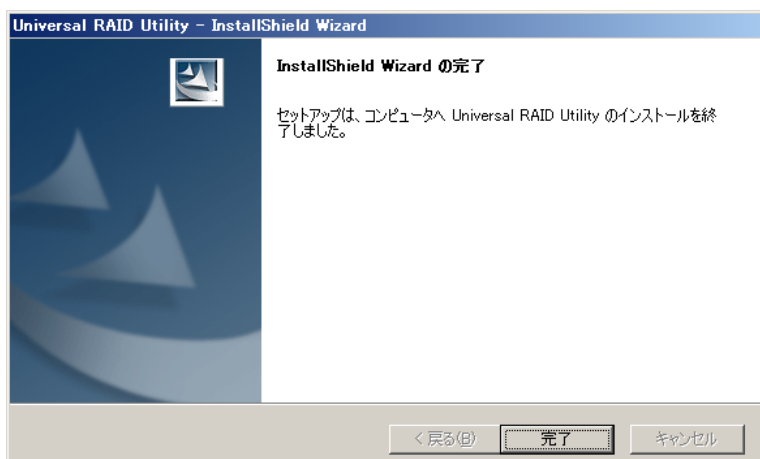 Universal RAID Utility - InstallShield Wizard
InstallShield Wizard の完了
セットアップは、コンピュータへ Universal RAID Utility のインストールを終
了しました。
< 戻る(B)
完了
キャンセル